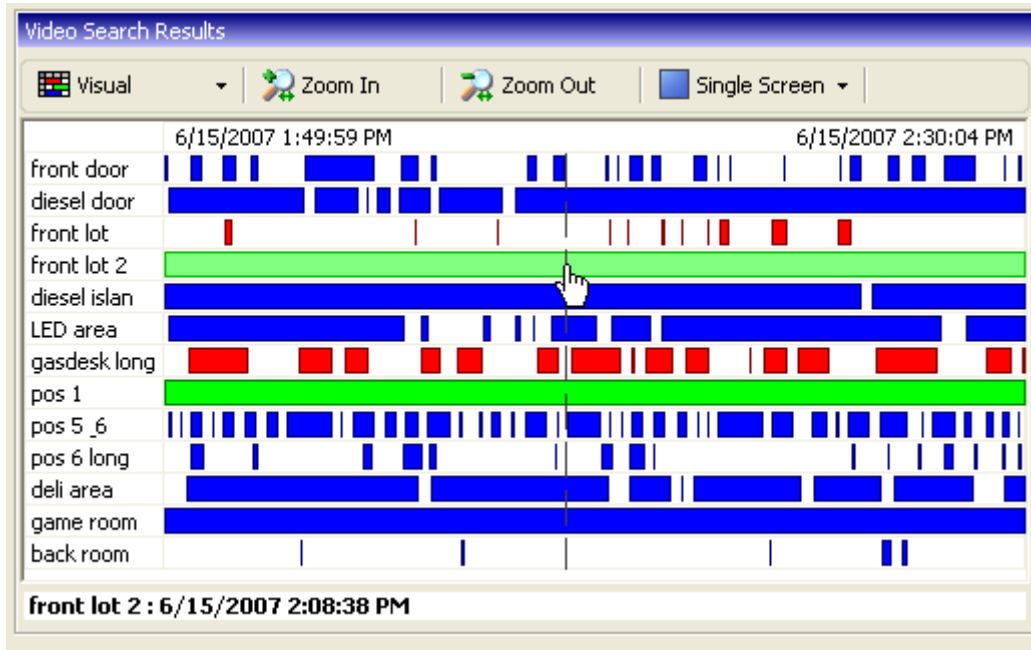 Video Search Results
Visual Zoom In Zoom Out Single Screen
6/15/2007 1:49:59 PM 6/15/2007 2:30:04 PM
front door
diesel door
front lot
front lot 2
diesel islan
LED area
gasdesk long
pos 1
pos 5_6
pos 6 long
deli area
game room
back room
front lot 2 : 6/15/2007 2:08:38 PM